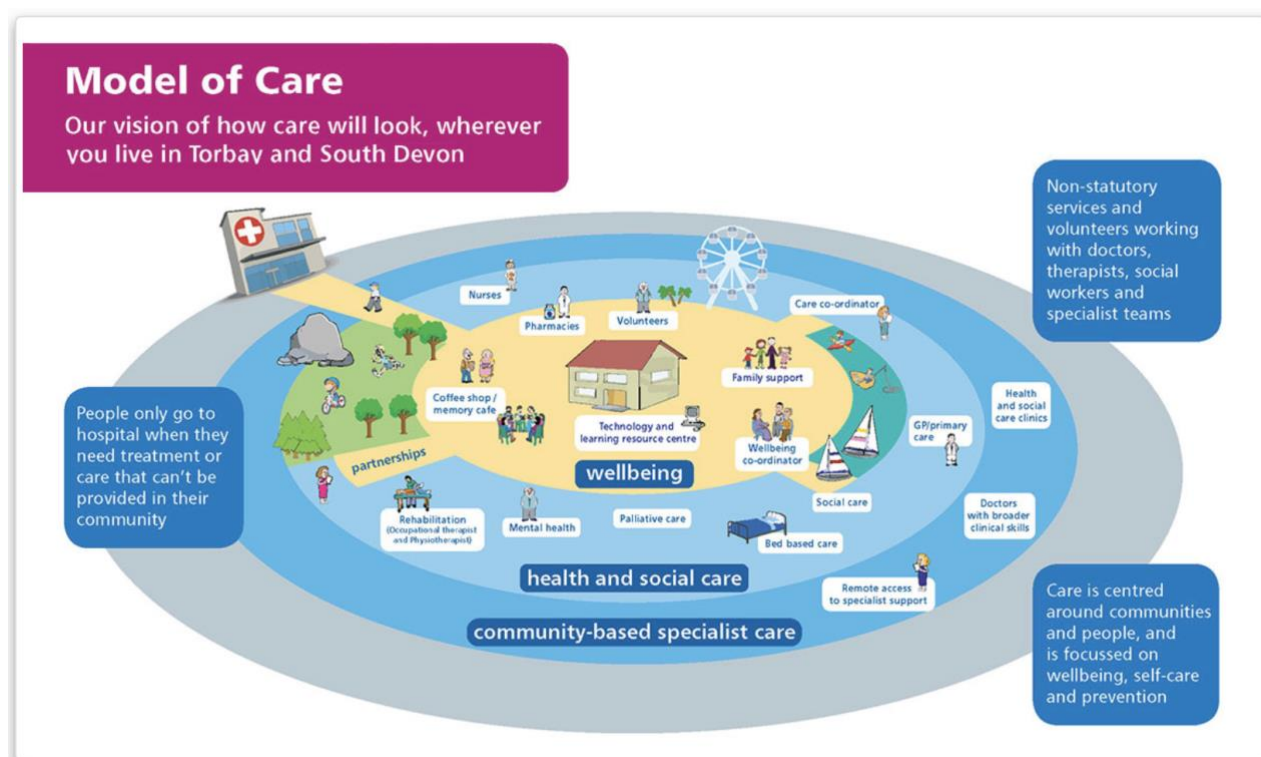 Model of Care
Our vision of how care will look, wherever
you live in Torbay and South Devon
Non-statutory
services and
volunteers working
with doctors,
therapists, social
workers and
specialist teams
Nurses
Pharmacies
Volunteers
Care co-ordinator
Family support
Coffee shop /
memory cafe
Technology and
learning resource centre
Wellbeing
co-ordinator
GP/primary
care
Health
and social
care clinics
People only go to
hospital when they
need treatment or
care that can’t be
provided in their
community
partnerships
wellbeing
Social care
Rehabilitation
(Occupational therapist
and Physiotherapist)
Mental health
Palliative care
Bed based care
Doctors
with broader
clinical skills
health and social care
Remote access
to specialist support
community-based specialist care
Care is centred
around communities
and people, and
is focussed on
wellbeing, self-care
and prevention